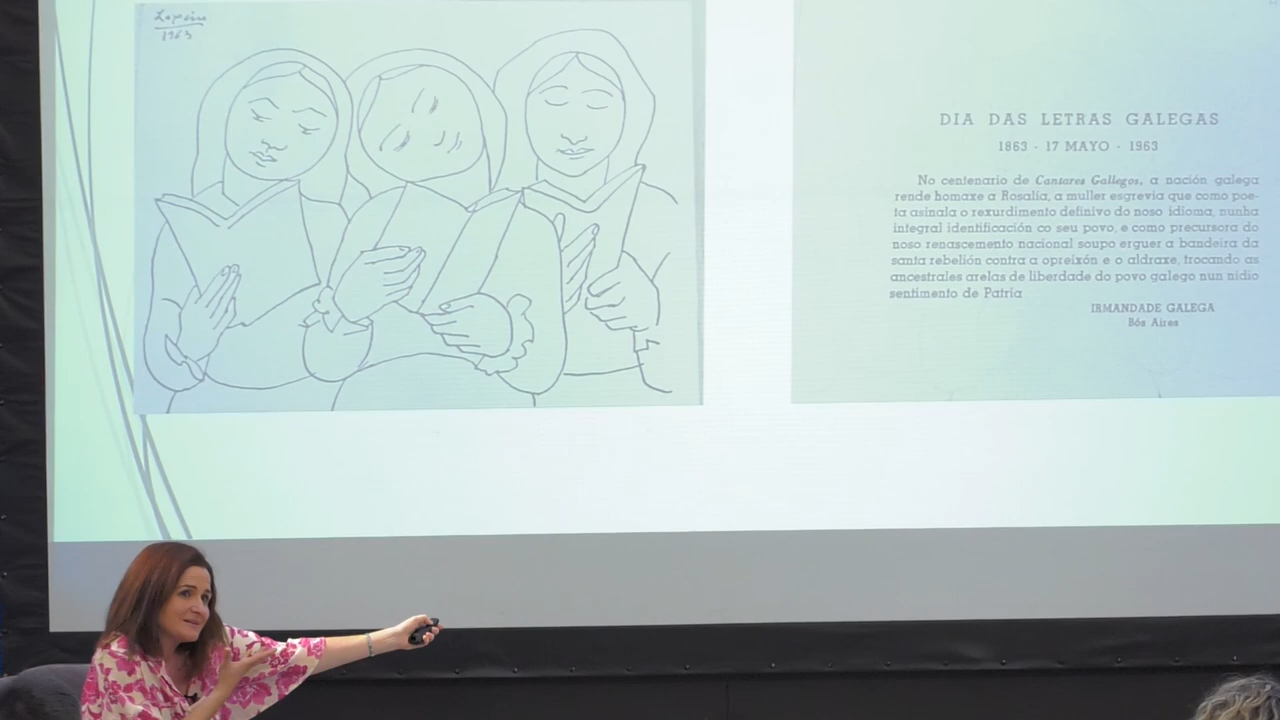 1963
DIA DAS LETRAS GALEGAS
1863 - 17 MAYO - 1963
No centenario de Cantares Gallegos, a nación galega
rende homaxe a Rosalía, a muller esgrevia que como poe-
ta asinala o rexurdimento definivo do noso idioma, nunha
integral identificación co seu povo, e como precursora do
noso renascemento nacional soupo erguer a bandeira da
santa rebelión contra a opreixón e o aldraxe, trocando as
ancestrales arelas de liberdade do povo galego nun nidio
sentimento de Patria
IRMANDADE GALEGA
Bós Aires